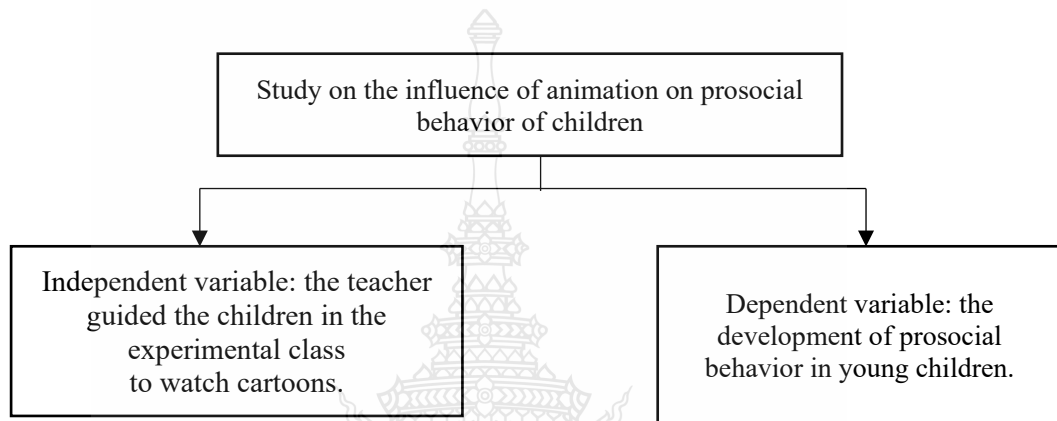 Study on the influence of animation on prosocial
behavior of children
Independent variable: the teacher
guided the children in the
experimental class
to watch cartoons.
Dependent variable: the
development of prosocial
behavior in young children.